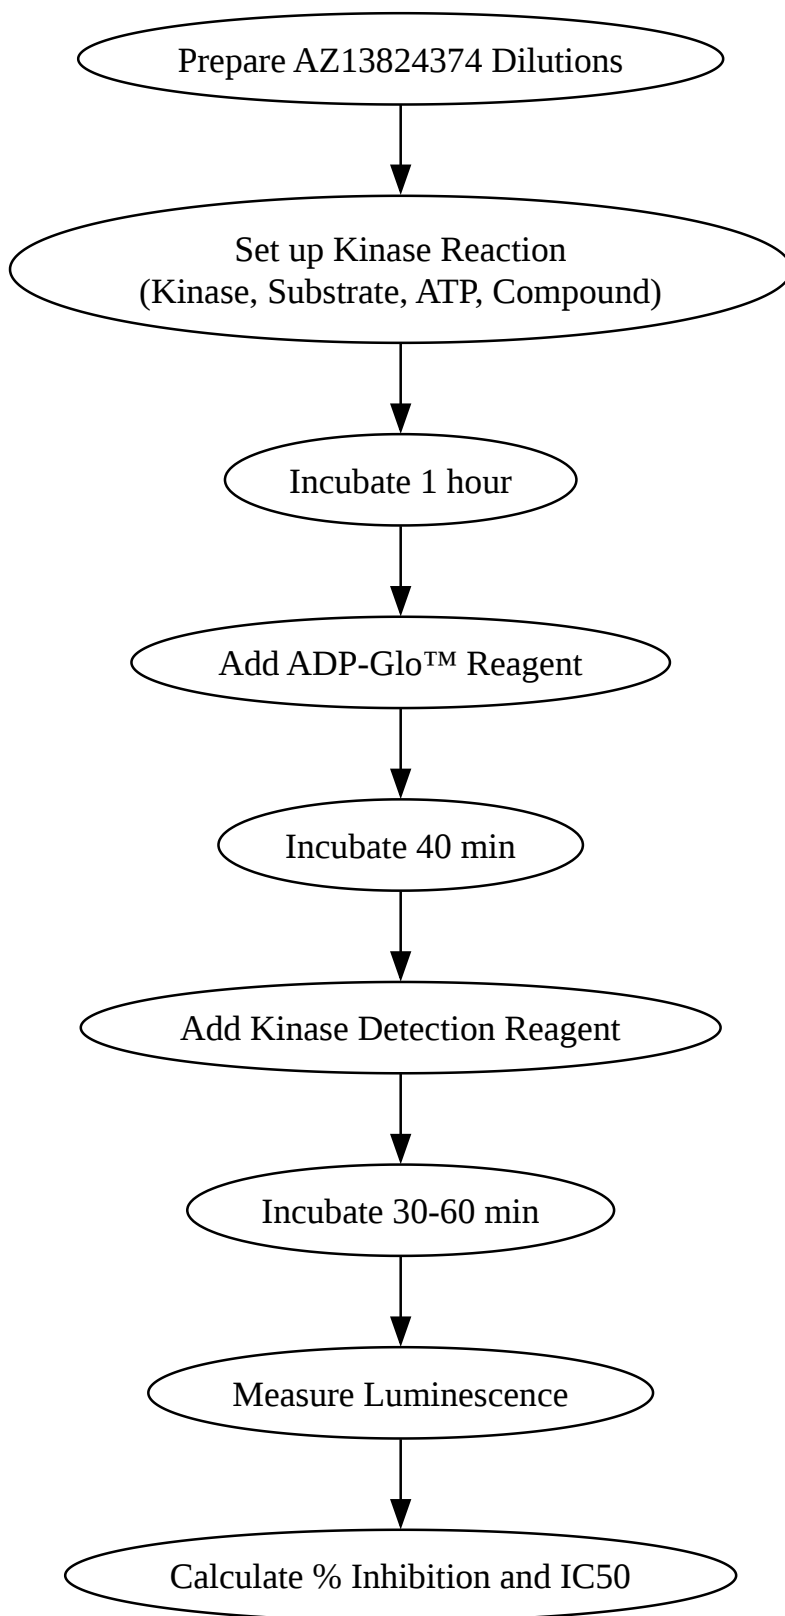 Prepare AZ13824374 Dilutions
Set up Kinase Reaction
(Kinase, Substrate, ATP, Compound)
Incubate 1 hour
Add ADP-Glo™ Reagent
Incubate 40 min
Add Kinase Detection Reagent
Incubate 30-60 min
Measure Luminescence
Calculate % Inhibition and IC50